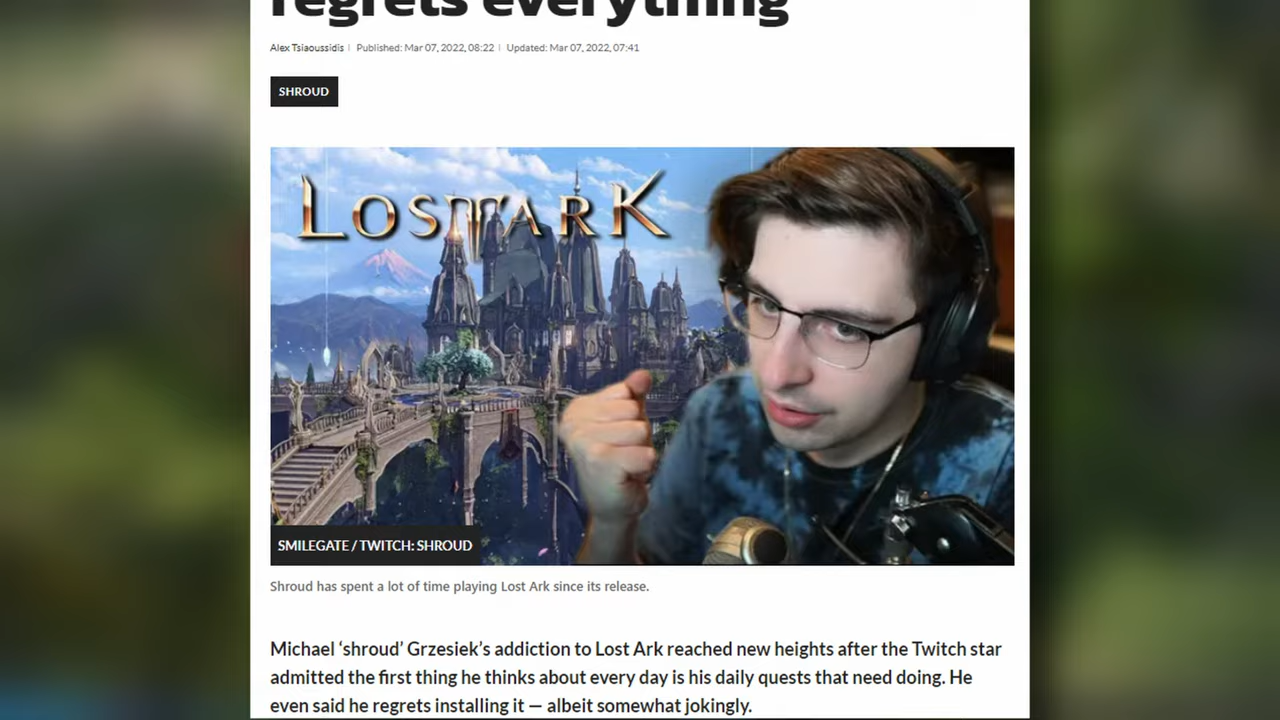 regrets everything
Alex Tsiaoussidis | Published: Mar 07, 2022, 08:22 | Updated: Mar 07, 2022, 07:41
SHROUD
LOST ARK
SMILEGATE / TWITCH: SHROUD
Shroud has spent a lot of time playing Lost Ark since its release.
Michael ‘shroud’ Grzesiek’s addiction to Lost Ark reached new heights after the Twitch star
admitted the first thing he thinks about every day is his daily quests that need doing. He
even said he regrets installing it — albeit somewhat jokingly.